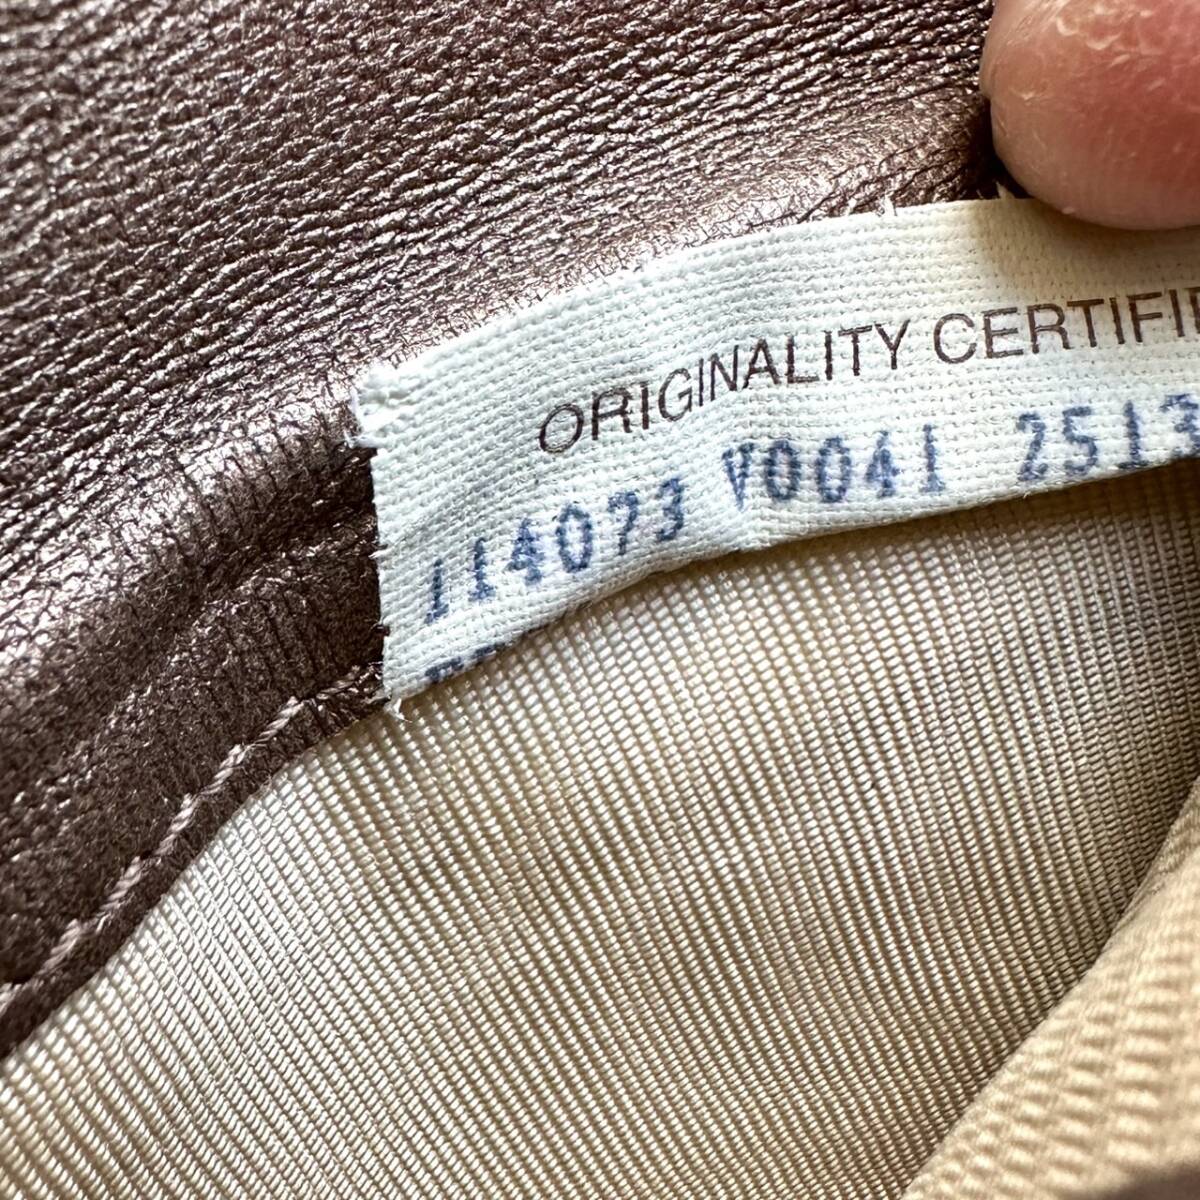 ORIGINALITY CERTIFI
114073 V0041 2513